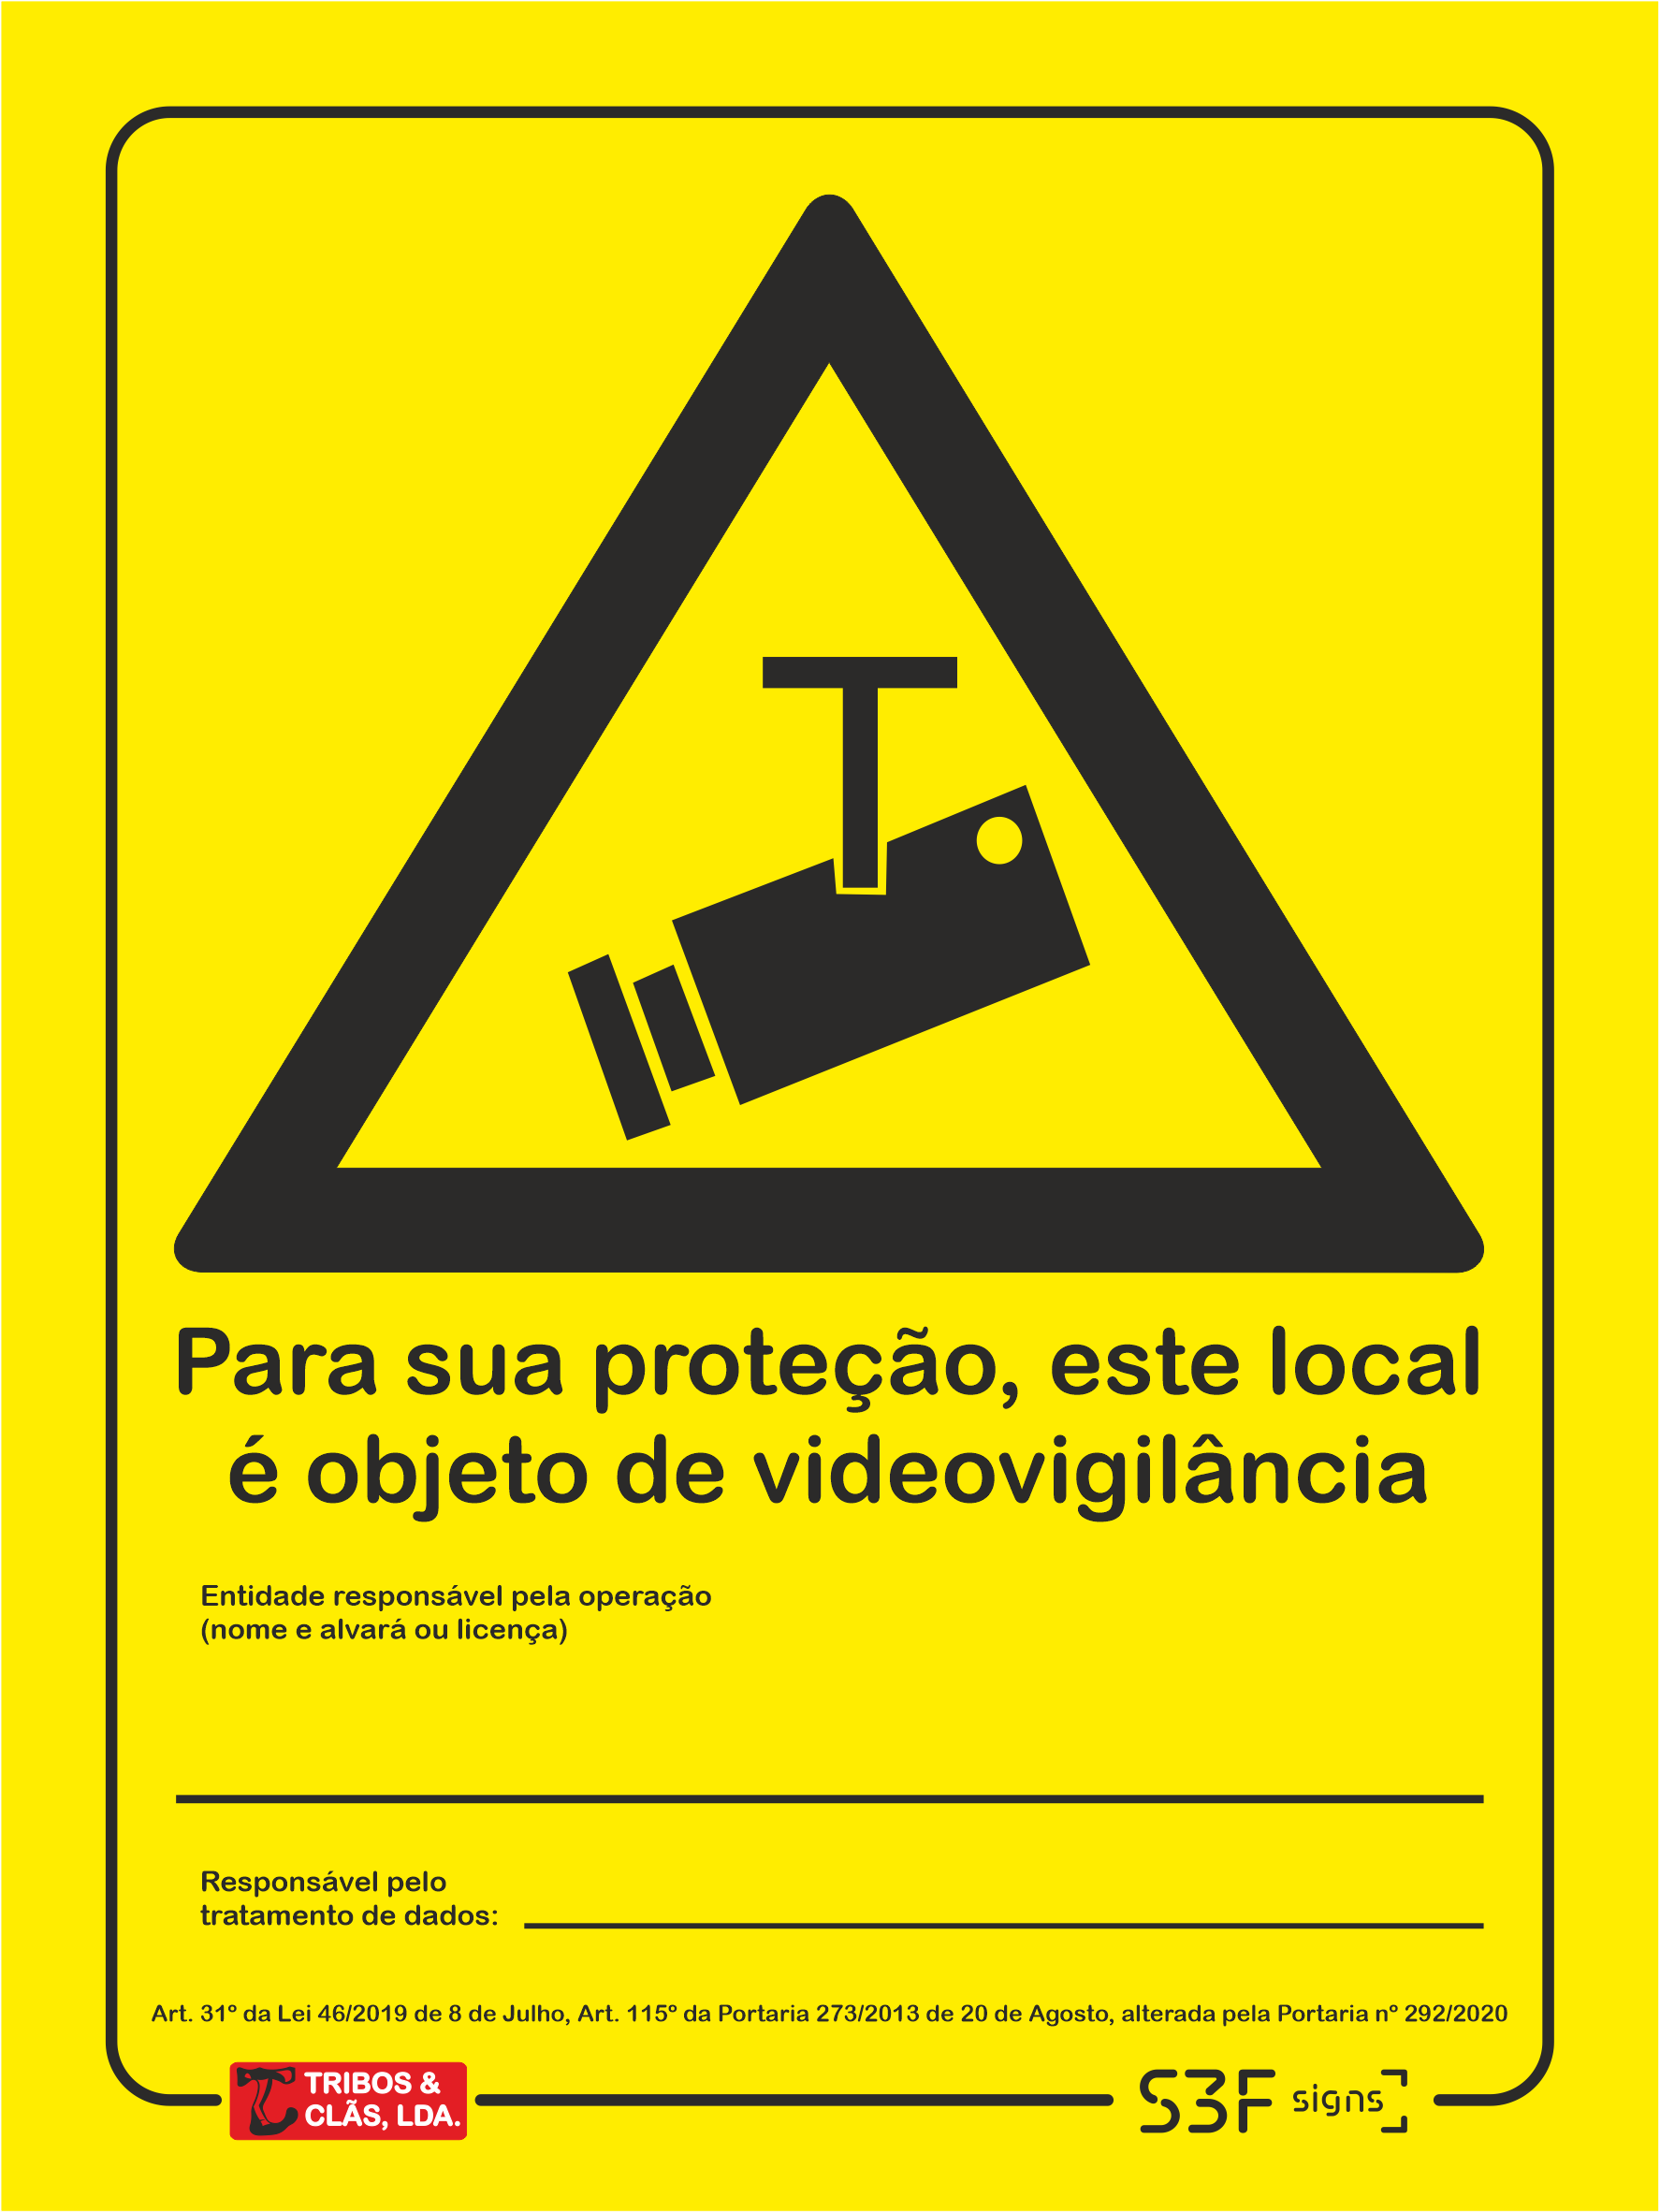 Para sua proteção, este local
é objeto de videovigilância
Entidade responsável pela operação
(nome e alvará ou licença)
Responsável pelo
tratamento de dados:
Art. 31º da Lei 46/2019 de 8 de Julho, Art. 115º da Portaria 273/2013 de 20 de Agosto, alterada pela Portaria nº 292/2020
TRIBOS &
CLÃS, LDA.
S3F signs